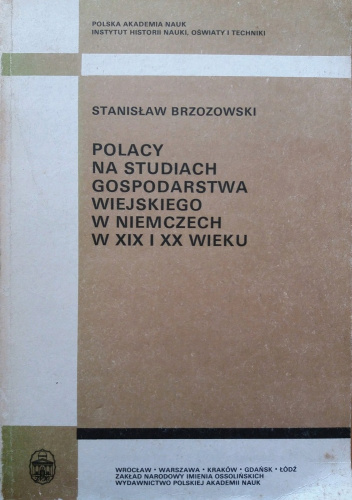 POLSKA AKADEMIA NAUK
INSTYTUT HISTORII NAUKI, OŚWIATY I TECHNIKI
STANISŁAW BRZOZOWSKI
POLACY
NA STUDIACH
GOSPODARSTWA
WIEJSKIEGO
W NIEMCZECH
W XIX I XX WIEKU
WROCŁAW • WARSZAWA • KRAKÓW • GDAŃSK • ŁÓDŹ
ZAKŁAD NARODOWY IMIENIA OSSOLIŃSKICH
WYDAWNICTWO POLSKIEJ AKADEMII NAUK